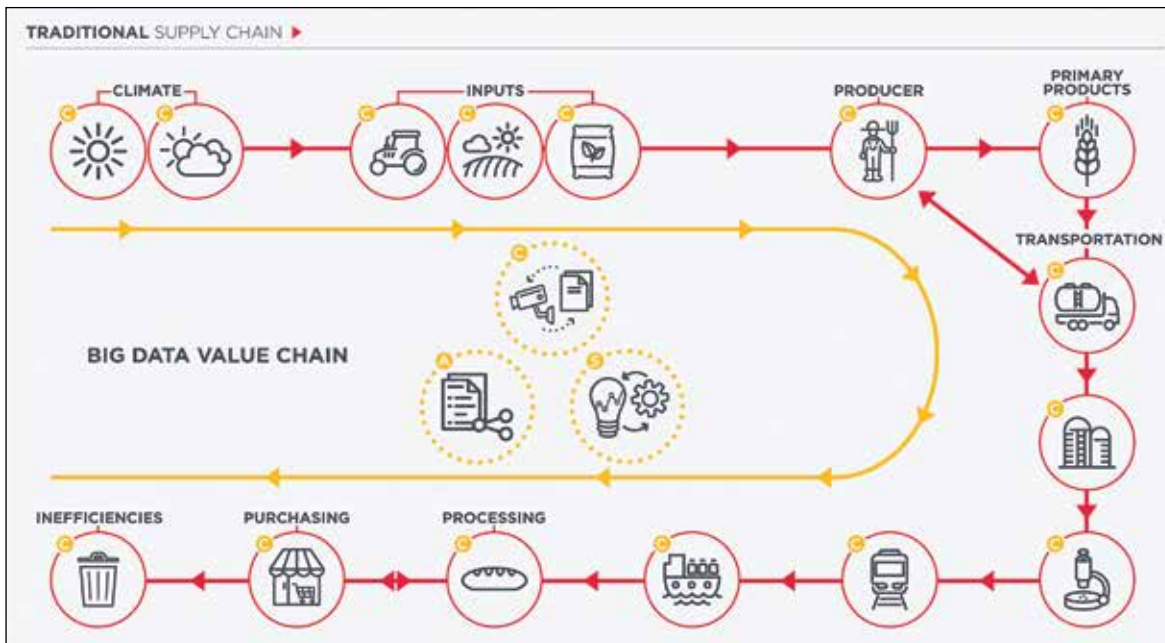 TRADITIONAL SUPPLY CHAIN
CLIMATE
INPUTS
PRODUCER
PRIMARY
PRODUCTS
C
C
C
C
C
C
C
TRANSPORTATION
C
C
BIG DATA VALUE CHAIN
A
S
C
INEFFICIENCIES
PURCHASING
PROCESSING
C
C
C
C
C
C